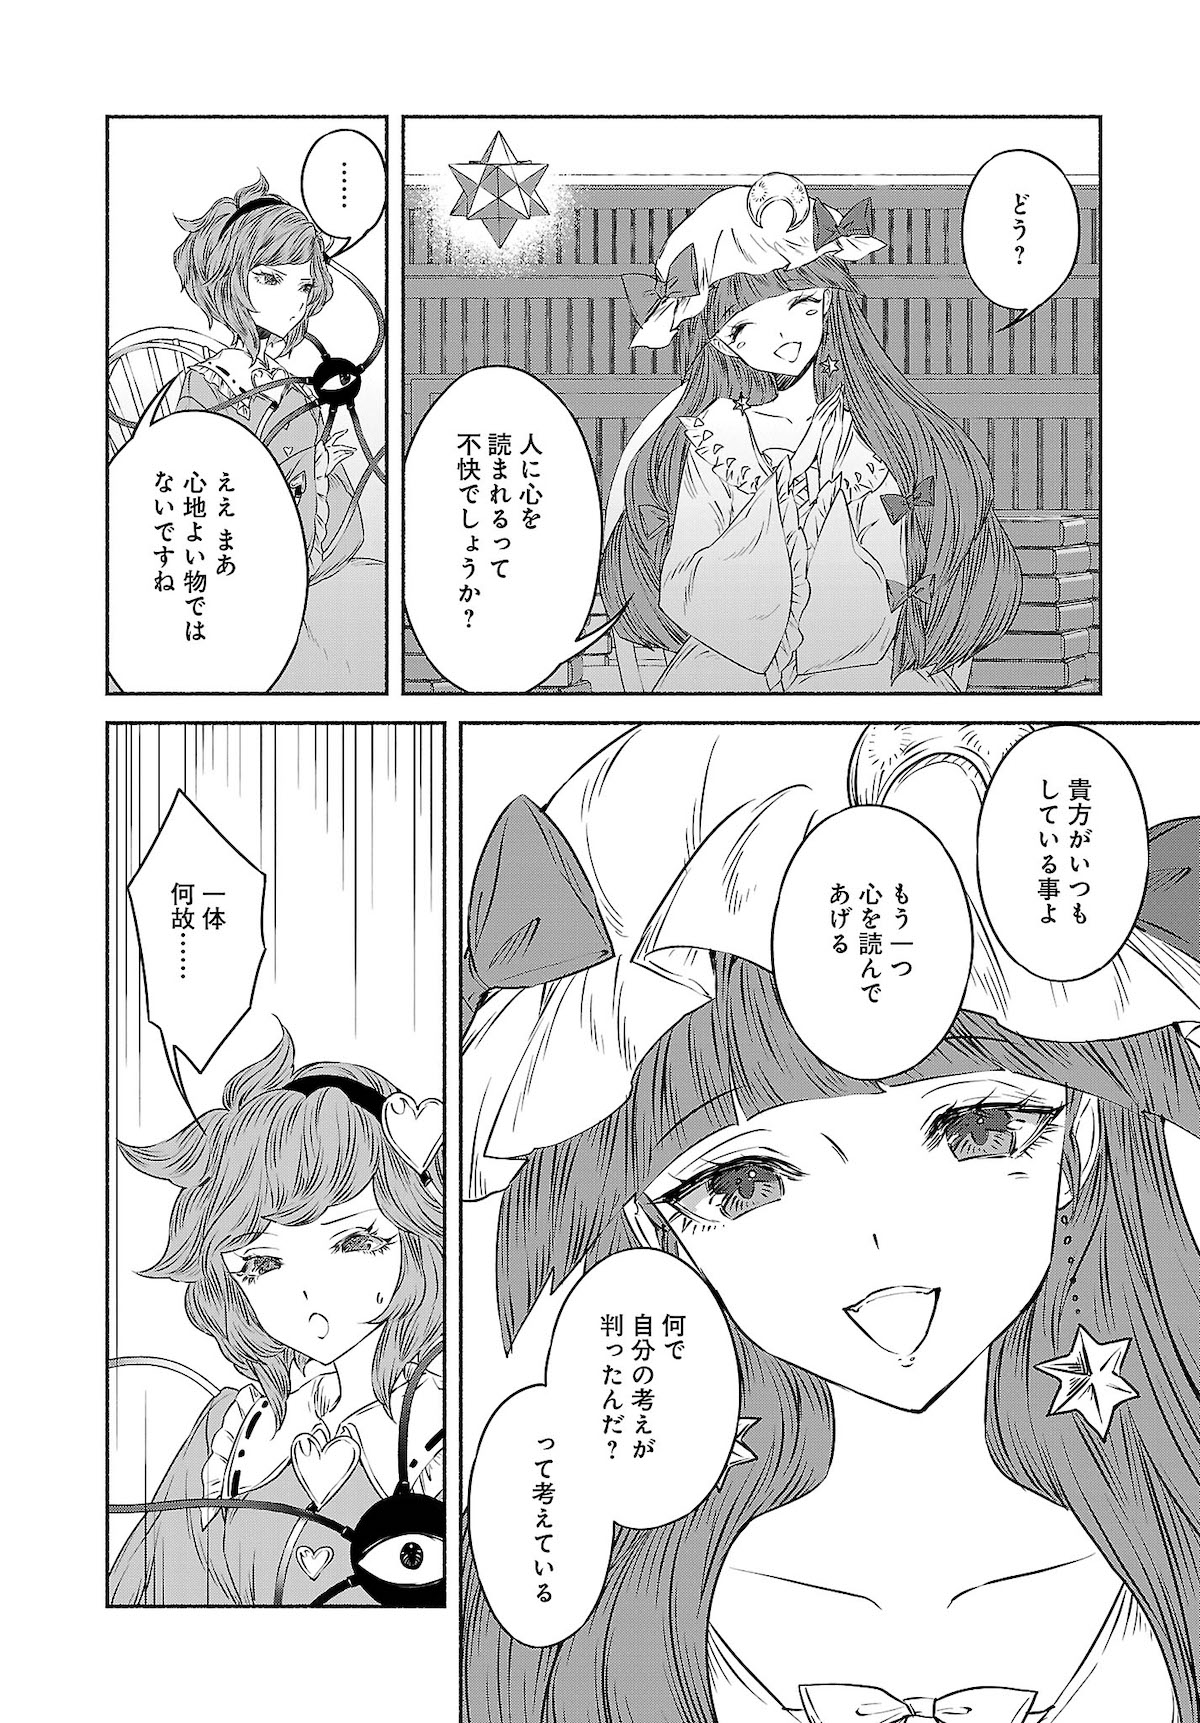 どう？
人に心を
読まれるって
不快でしょうか？
……
ええ まあ
心地よい物では
ないですね
貴方がいつも
している事よ
もう一つ
心を読んで
あげる
何で
自分の考えが
判ったんだ？
って考えている
一体
何故……